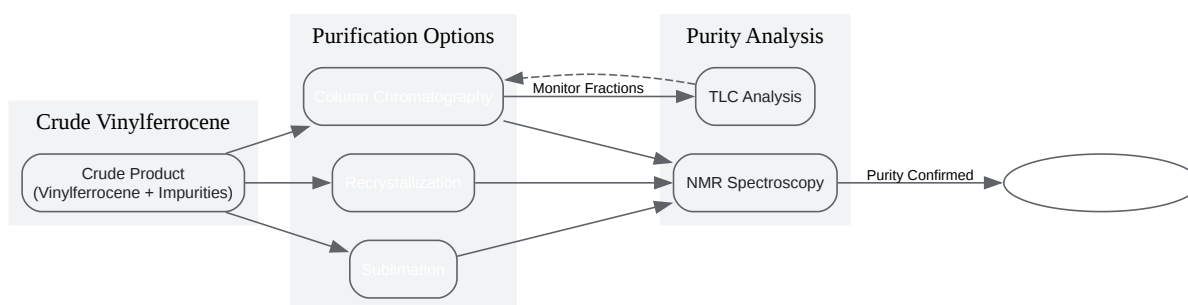 Purification Options
Purity Analysis
Crude Vinylferrocene
Column Chromatography
Monitor Fractions
TLC Analysis
Crude Product
(Vinylferrocene + Impurities)
Recrystallization
NMR Spectroscopy
Purity Confirmed
Sublimation